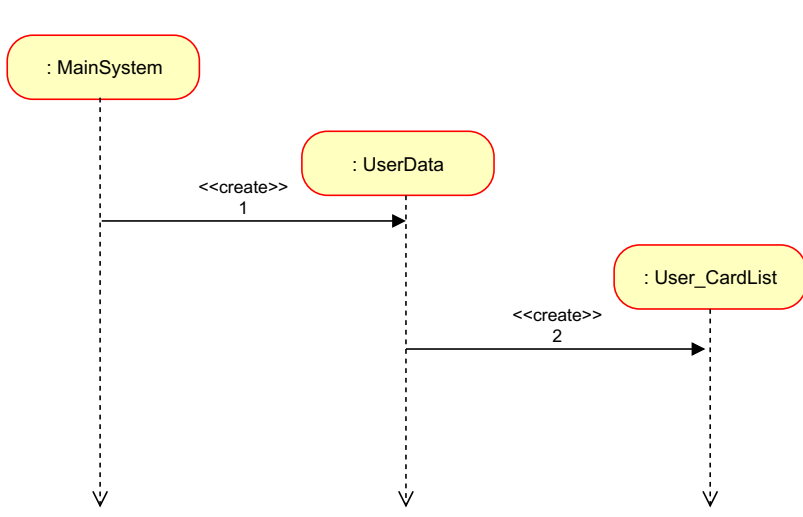 : MainSystem
: UserData
<<create>>
1
: User_CardList
<<create>>
2